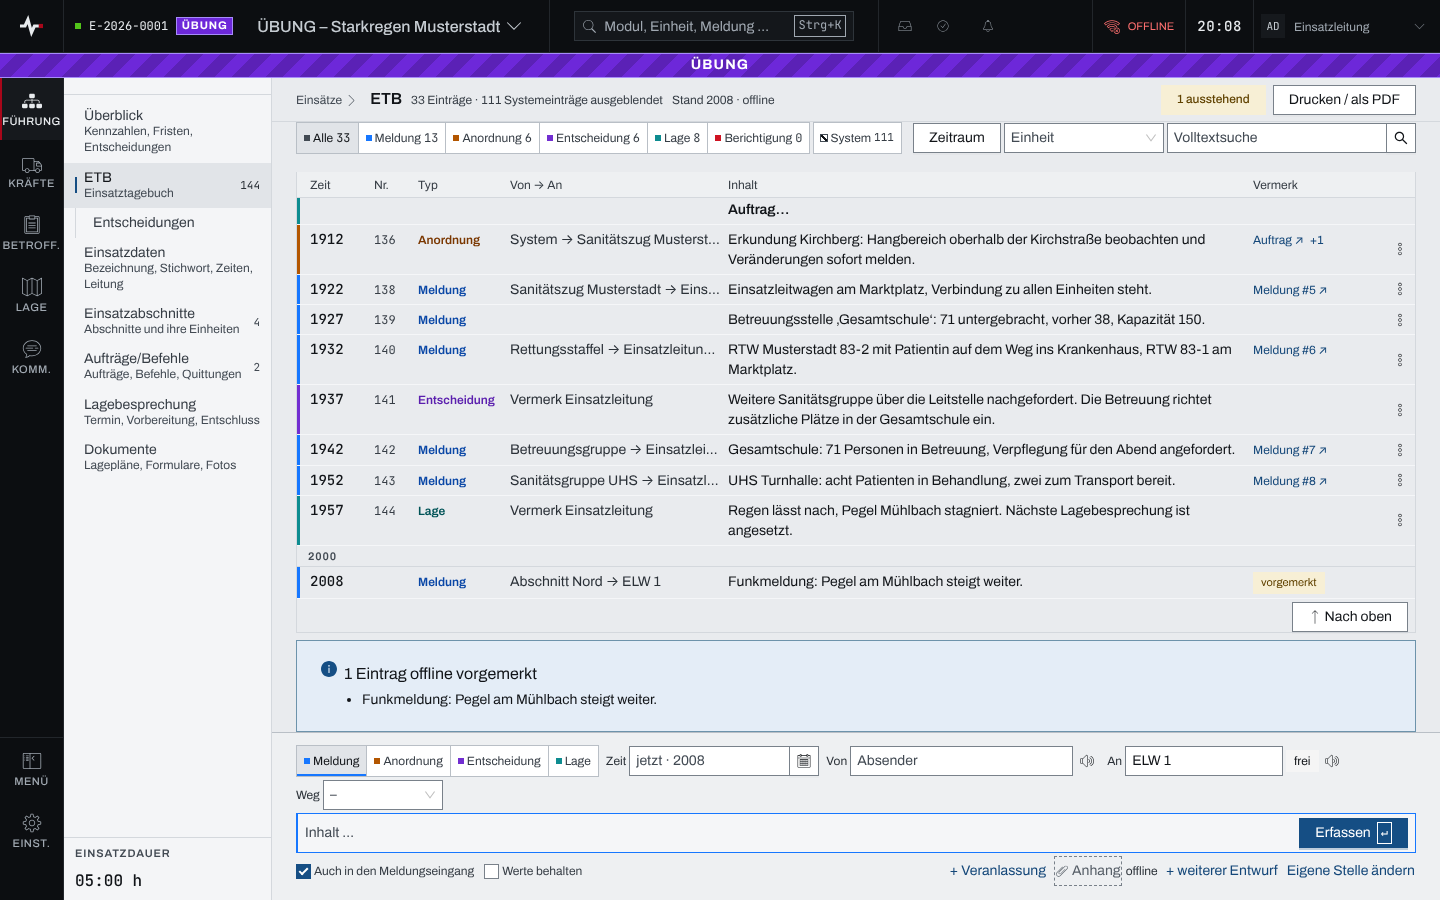 E-2026-0001 ÜBUNG ÜBUNG – Starkregen Musterstadt Modul, Einheit, Meldung ... Strg+K OFFLINE 20:08 AD Einsatzleitung
ÜBUNG
FÜHRUNG
KRÄFTE
BETROFF.
LAGE
KOMM.
MENÜ
EINST.
Überblick
Kennzahlen, Fristen,
Entscheidungen
ETB
Einsatztagebuch
144
Entscheidungen
Einsatzdaten
Bezeichnung, Stichwort, Zeiten,
Leitung
Einsatzabschnitte
Abschnitte und ihre Einheiten
4
Aufträge/Befehle
Aufträge, Befehle, Quittungen
2
Lagebesprechung
Termin, Vorbereitung, Entschluss
Dokumente
Lagepläne, Formulare, Fotos
EINSATZDAUER
05:00 h
Einsätze ETB 33 Einträge · 111 Systemeinträge ausgeblendet Stand 2008 · offline 1 ausstehend Drucken / als PDF
Alle 33 Meldung 13 Anordnung 6 Entscheidung 6 Lage 8 Berichtigung 0 System 111 Zeitraum Einheit Volltextsuche
Zeit Nr. Typ Von → An Inhalt Vermerk
Auftrag...
1912 136 Anordnung System → Sanitätszug Musterst... Erkundung Kirchberg: Hangbereich oberhalb der Kirchstraße beobachten und Auftrag ↗ +1
Veränderungen sofort melden.
1922 138 Meldung Sanitätszug Musterstadt → Eins... Einsatzleitwagen am Marktplatz, Verbindung zu allen Einheiten steht. Meldung #5 ↗
1927 139 Meldung Betreuungsstelle ‚Gesamtschule‘: 71 untergebracht, vorher 38, Kapazität 150.
1932 140 Meldung Rettungsstaffel → Einsatzleitun... RTW Musterstadt 83-2 mit Patientin auf dem Weg ins Krankenhaus, RTW 83-1 am Meldung #6 ↗
Marktplatz.
1937 141 Entscheidung Vermerk Einsatzleitung Weitere Sanitätsgruppe über die Leitstelle nachgefordert. Die Betreuung richtet
zusätzliche Plätze in der Gesamtschule ein.
1942 142 Meldung Betreuungsgruppe → Einsatzlei... Gesamtschule: 71 Personen in Betreuung, Verpflegung für den Abend angefordert. Meldung #7 ↗
1952 143 Meldung Sanitätsgruppe UHS → Einsatzl... UHS Turnhalle: acht Patienten in Behandlung, zwei zum Transport bereit. Meldung #8 ↗
1957 144 Lage Vermerk Einsatzleitung Regen lässt nach, Pegel Mühlbach stagniert. Nächste Lagebesprechung ist
angesetzt.
2000
2008 Meldung Abschnitt Nord → ELW 1 Funkmeldung: Pegel am Mühlbach steigt weiter. vorgemerkt
↑ Nach oben
1 Eintrag offline vorgemerkt
• Funkmeldung: Pegel am Mühlbach steigt weiter.
Meldung Anordnung Entscheidung Lage Zeit jetzt · 2008 Von Absender An ELW 1 frei
Weg –
Inhalt ... Erfassen ↵
Auch in den Meldungseingang Werte behalten + Veranlassung Anhang offline + weiterer Entwurf Eigene Stelle ändern